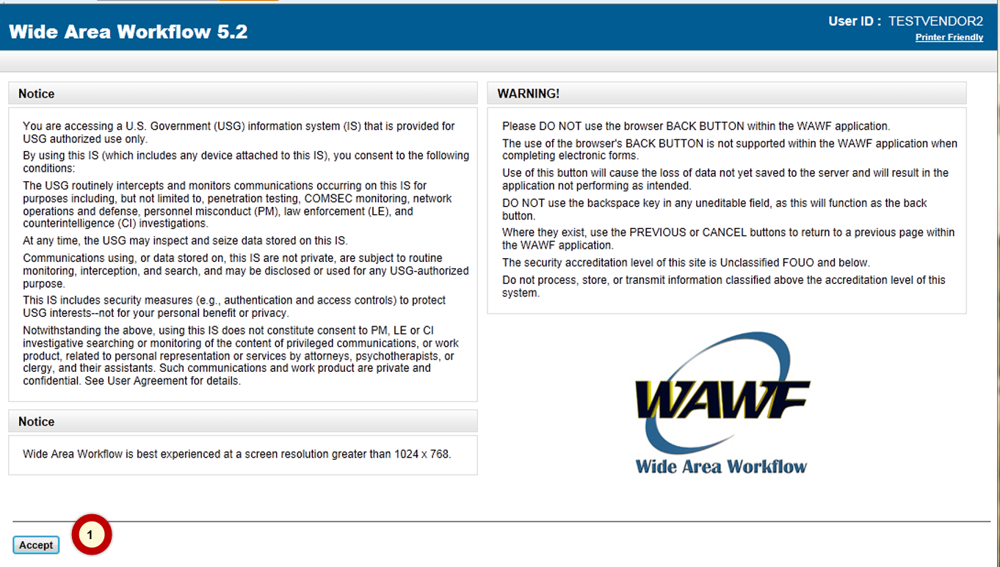 Wide Area Workflow 5.2
User ID : TESTVENDOR2
Printer Friendly
Notice
You are accessing a U.S. Government (USG) information system (IS) that is provided for
USG authorized use only.
By using this IS (which includes any device attached to this IS), you consent to the following
conditions:
The USG routinely intercepts and monitors communications occurring on this IS for
purposes including, but not limited to, penetration testing, COMSEC monitoring, network
operations and defense, personnel misconduct (PM), law enforcement (LE), and
counterintelligence (CI) investigations.
At any time, the USG may inspect and seize data stored on this IS.
Communications using, or data stored on, this IS are not private, are subject to routine
monitoring, interception, and search, and may be disclosed or used for any USG-authorized
purpose.
This IS includes security measures (e.g., authentication and access controls) to protect
USG interests--not for your personal benefit or privacy.
Notwithstanding the above, using this IS does not constitute consent to PM, LE or CI
investigative searching or monitoring of the content of privileged communications, or work
product, related to personal representation or services by attorneys, psychotherapists, or
clergy, and their assistants. Such communications and work product are private and
confidential. See User Agreement for details.
Notice
Wide Area Workflow is best experienced at a screen resolution greater than 1024 x 768.
WARNING!
Please DO NOT use the browser BACK BUTTON within the WAWF application.
The use of the browser's BACK BUTTON is not supported within the WAWF application when
completing electronic forms.
Use of this button will cause the loss of data not yet saved to the server and will result in the
application not performing as intended.
DO NOT use the backspace key in any uneditable field, as this will function as the back
button.
Where they exist, use the PREVIOUS or CANCEL buttons to return to a previous page within
the WAWF application.
The security accreditation level of this site is Unclassified FOUO and below.
Do not process, store, or transmit information classified above the accreditation level of this
system.
WAWF
Wide Area Workflow
Accept
1